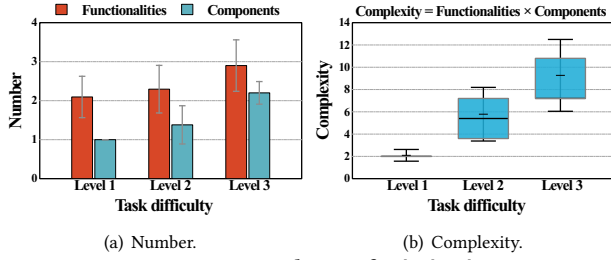 Functionalities Components
Number
4
3
2
1
0
Level 1 Level 2 Level 3
Task difficulty
(a) Number.
Complexity = Functionalities × Components
Complexity
14
12
10
8
6
4
2
0
Level 1 Level 2 Level 3
Task difficulty
(b) Complexity.